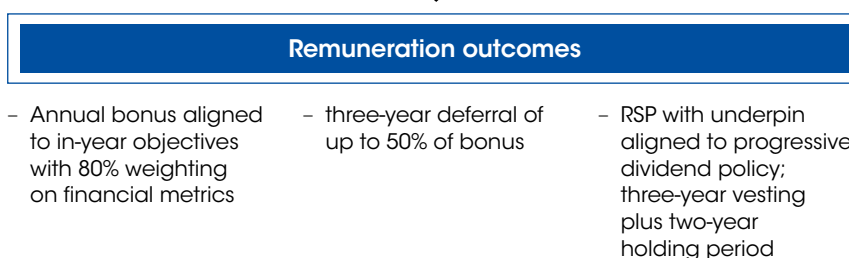 Remuneration outcomes
– Annual bonus aligned
to in-year objectives
with 80% weighting
on financial metrics
– three-year deferral of
up to 50% of bonus
– RSP with underpin
aligned to progressive
dividend policy;
three-year vesting
plus two-year
holding period